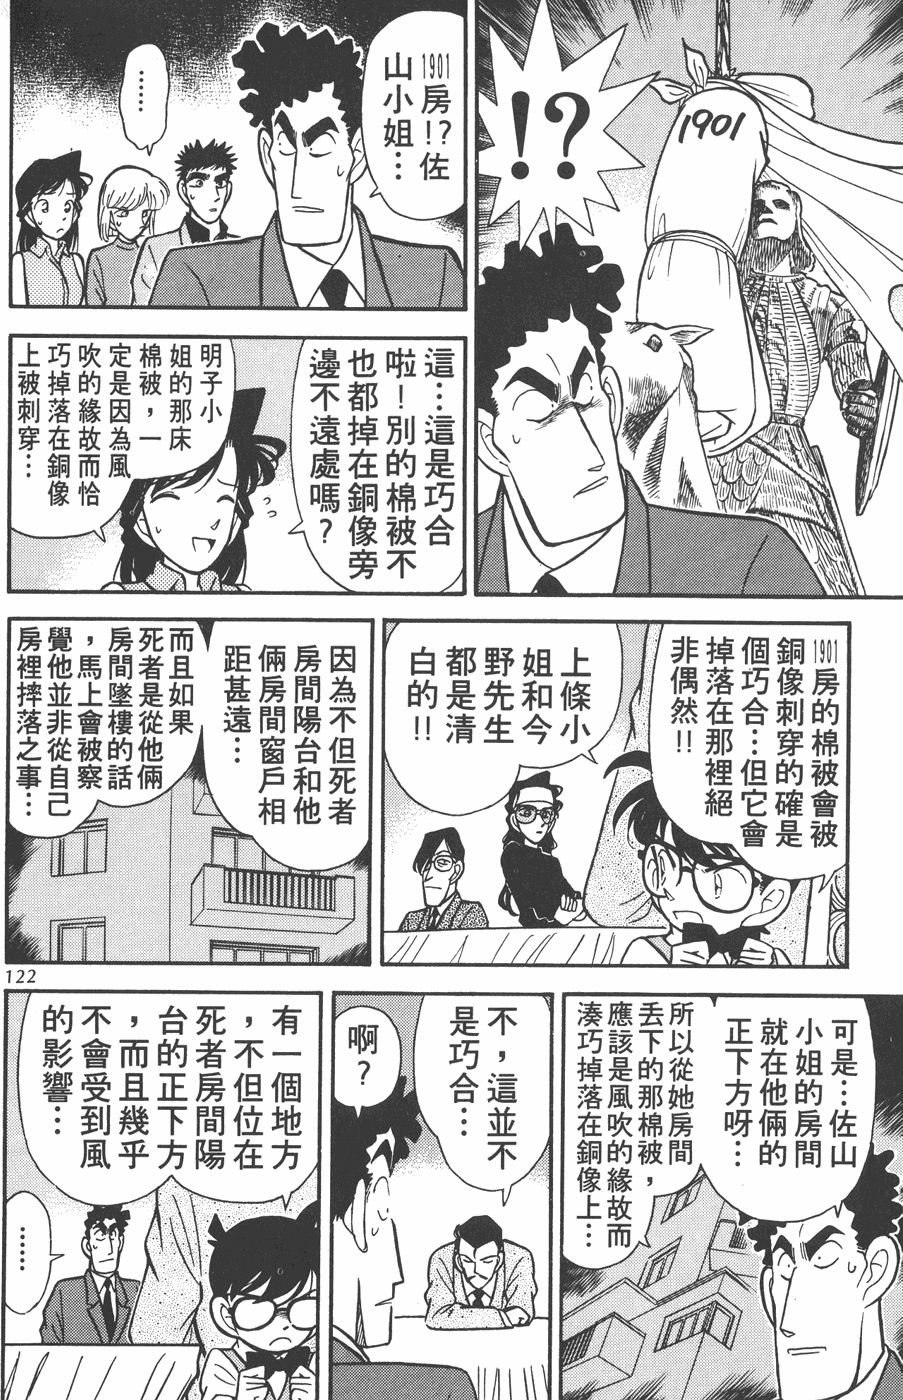 !?
1901
1901
房!?佐
山小姐…
……
這…這是巧合
啦!別的棉被不
也都掉在銅像旁
邊不遠處嗎?
明子小
姐的那床
棉被,一
定是因為風
吹的緣故而恰
巧掉落在銅像
上被刺穿…
1901
房的棉被會被
銅像刺穿的確是
個巧合…但它會
掉落在那裡絕
非偶然!!
上條小
姐和今
野先生
都是清
白的!!
因為不但死者
房間陽台和他
倆房間窗戶相
距甚遠…
而且如果
死者是從他倆
房間墜樓的話
,馬上會被察
覺他並非從自己
房裡摔落之事…
122
可是…佐山
小姐的房間
就在他倆的
正下方呀…
所以從她房間
丟下的那棉被,
應該是風吹的緣故而
湊巧掉落在銅像上…
不,這並不
是巧合…
啊?
有一個地方
,不但位在
死者房間陽
台的正下方
,而且幾乎
不會受到風
的影響…
……